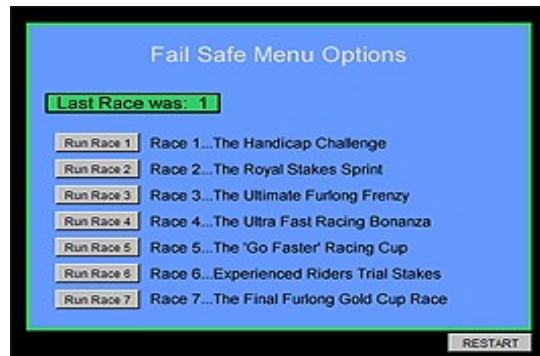 Fail Safe Menu Options
Last Race was: 1
Run Race 1 Race 1...The Handicap Challenge
Run Race 2 Race 2...The Royal Stakes Sprint
Run Race 3 Race 3...The Ultimate Furlong Frenzy
Run Race 4 Race 4...The Ultra Fast Racing Bonanza
Run Race 5 Race 5...The 'Go Faster' Racing Cup
Run Race 6 Race 6...Experienced Riders Trial Stakes
Run Race 7 Race 7...The Final Furlong Gold Cup Race
RESTART